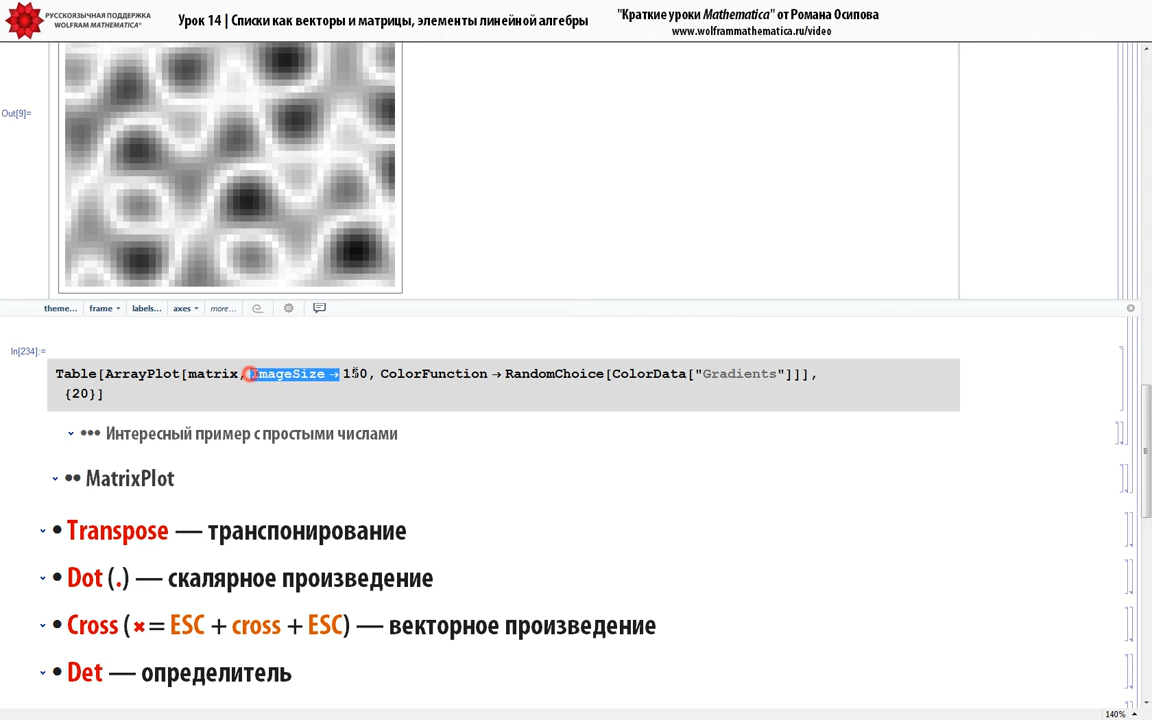 РУССКОЯЗЫЧНАЯ ПОДДЕРЖКА
WOLFRAM MATHEMATICA®
Урок 14 | Списки как векторы и матрицы, элементы линейной алгебры
"Краткие уроки Mathematica" от Романа Осипова
www.wolframmathematica.ru/video
Out[9]=
theme... frame labels... axes more...
In[234]:=
Table[ArrayPlot[matrix, ImageSize → 150, ColorFunction → RandomChoice[ColorData["Gradients"]]],
{20}]
••• Интересный пример с простыми числами
•• MatrixPlot
• Transpose — транспонирование
• Dot (.) — скалярное произведение
• Cross (× = ESC + cross + ESC) — векторное произведение
• Det — определитель
140%